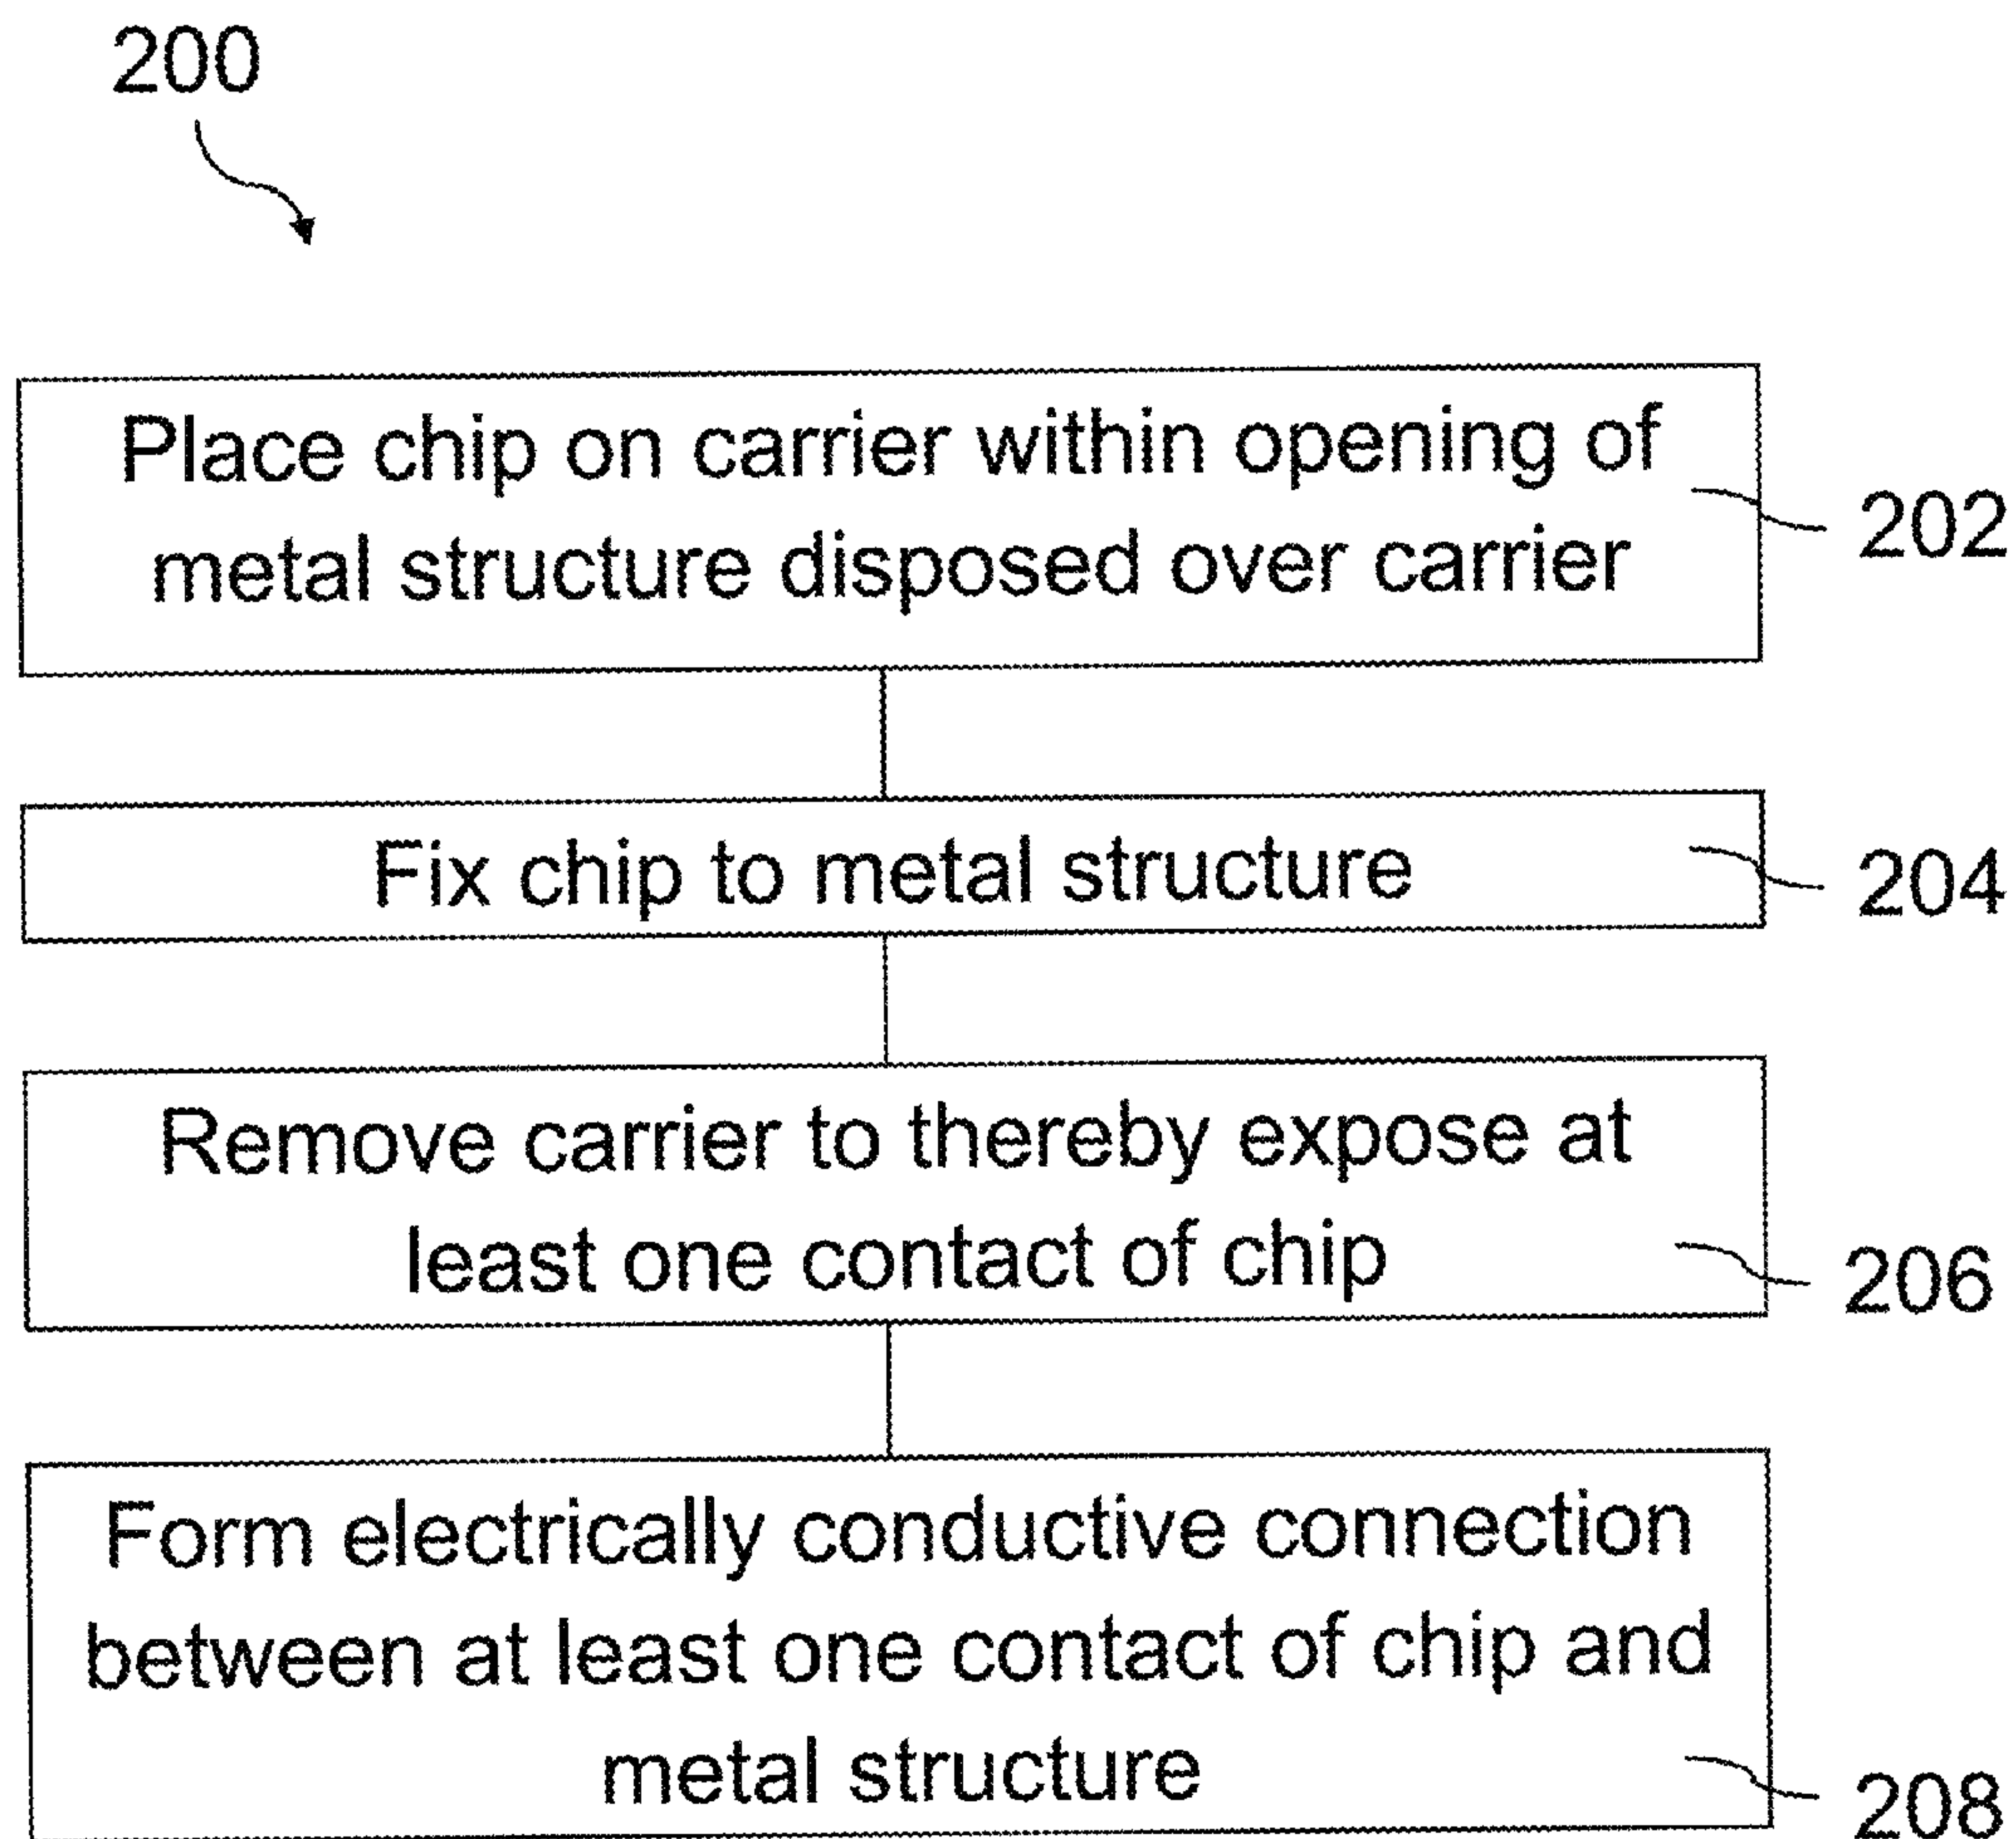 200
Place chip on carrier within opening of
metal structure disposed over carrier
202
Fix chip to metal structure
204
Remove carrier to thereby expose at
least one contact of chip
206
Form electrically conductive connection
between at least one contact of chip and
metal structure
208